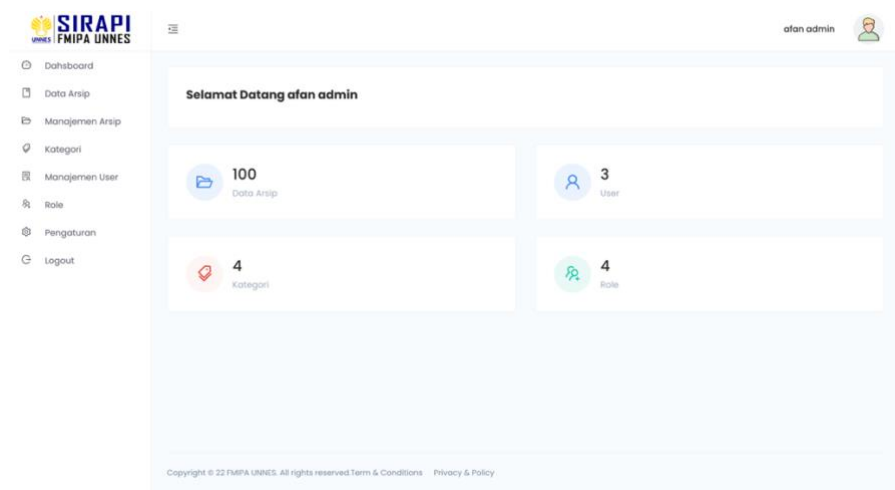 SIRAPI
UNNES FMIPA UNNES
afan admin
Dahsboard
Data Arsip
Manajemen Arsip
Kategori
Manajemen User
Role
Pengaturan
Logout
Selamat Datang afan admin
100
Data Arsip
3
User
4
Kategori
4
Role
Copyright © 22 FMIPA UNNES. All rights reserved.Term & Conditions Privacy & Policy